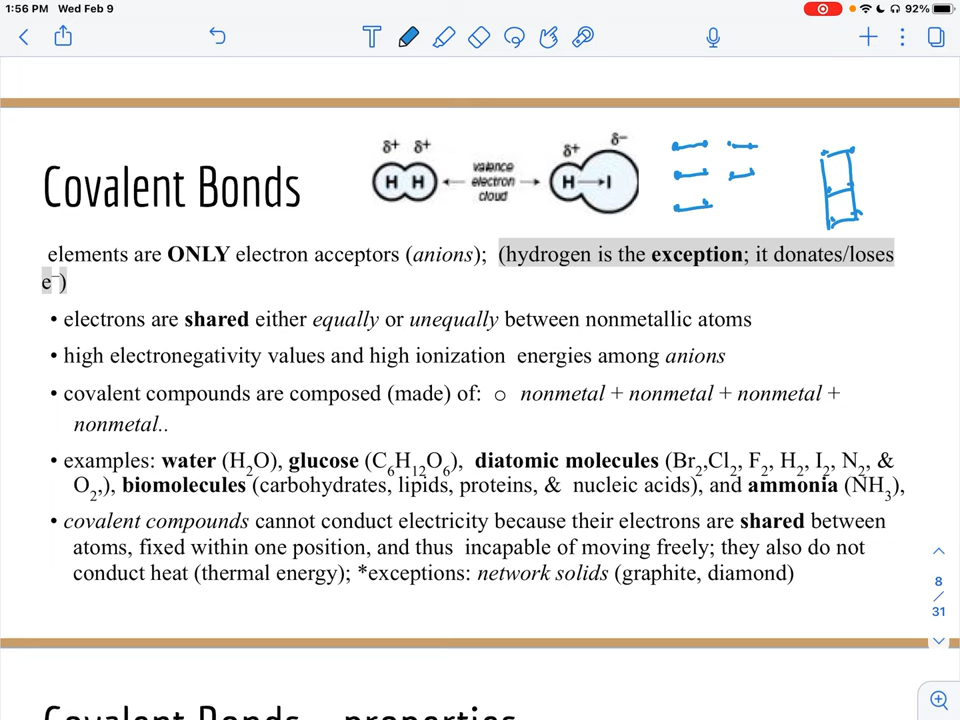 1:56 PM Wed Feb 9
92%
T
Covalent Bonds
δ+ δ+
H H
valence
electron
cloud
δ+ δ−
H→I
elements are ONLY electron acceptors (anions); (hydrogen is the exception; it donates/loses
e⁻)
• electrons are shared either equally or unequally between nonmetallic atoms
• high electronegativity values and high ionization energies among anions
• covalent compounds are composed (made) of: o nonmetal + nonmetal + nonmetal +
nonmetal..
• examples: water (H₂O), glucose (C₆H₁₂O₆), diatomic molecules (Br₂,Cl₂, F₂, H₂, I₂, N₂, &
O₂,), biomolecules (carbohydrates, lipids, proteins, & nucleic acids), and ammonia (NH₃),
• covalent compounds cannot conduct electricity because their electrons are shared between
atoms, fixed within one position, and thus incapable of moving freely; they also do not
conduct heat (thermal energy); *exceptions: network solids (graphite, diamond)
8
/
31
Covalent Bonds properties